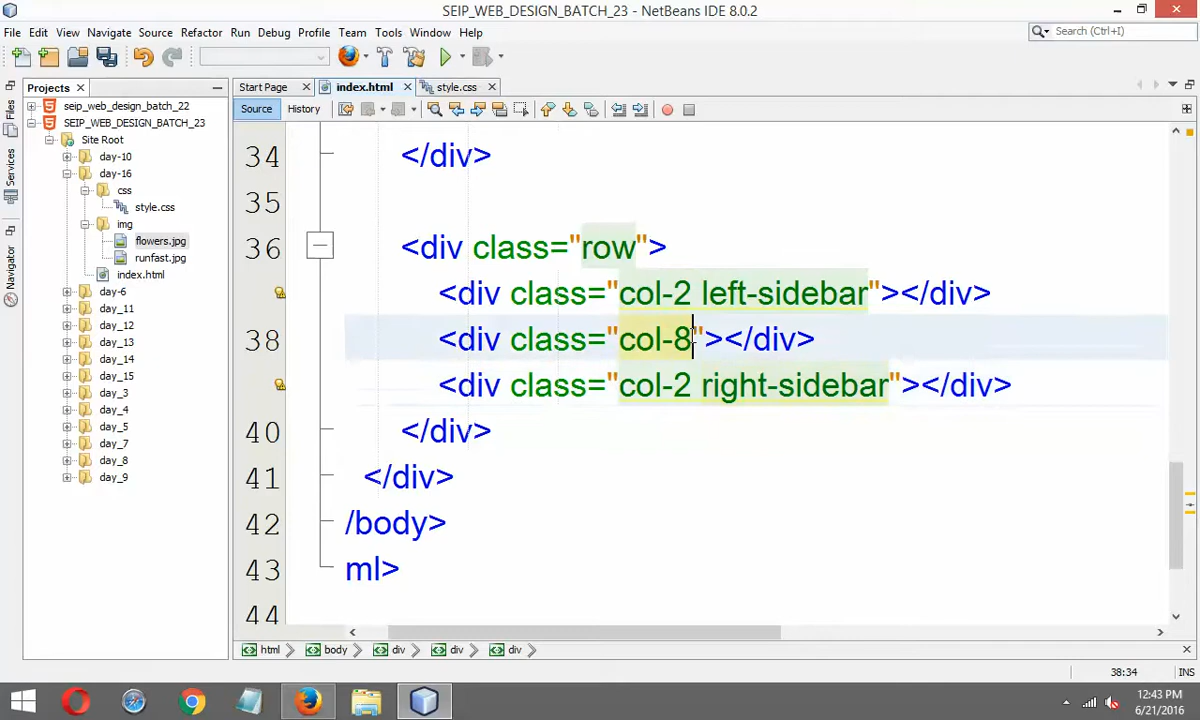 SEIP_WEB_DESIGN_BATCH_23 - NetBeans IDE 8.0.2
File Edit View Navigate Source Refactor Run Debug Profile Team Tools Window Help
Search (Ctrl+I)
Projects
Start Page index.html style.css
Source History
Files
Services
Navigator
seip_web_design_batch_22
SEIP_WEB_DESIGN_BATCH_23
Site Root
day-10
day-16
css
style.css
img
flowers.jpg
runfast.jpg
index.html
day-6
day_11
day_12
day_13
day_14
day_15
day_3
day_4
day_5
day_7
day_8
day_9
34 </div>
35
36 <div class="row">
<div class="col-2 left-sidebar"></div>
38 <div class="col-8"></div>
<div class="col-2 right-sidebar"></div>
40 </div>
41 </div>
42 /body>
43 ml>
44
html body div div div
38:34 INS
12:43 PM
6/21/2016